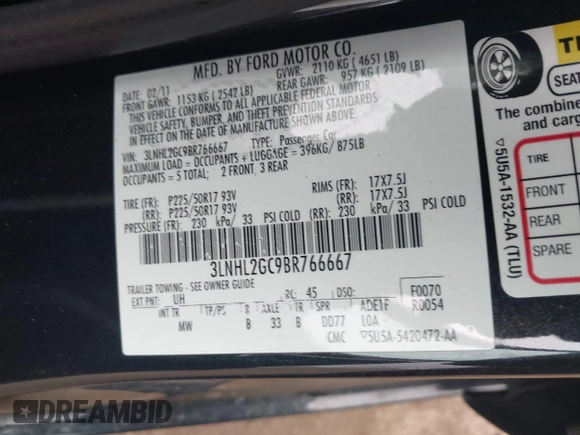 MFD. BY FORD MOTOR CO.
DATE: 02/11 GVWR: 2110 KG ( 4651 LB)
FRONT GAWR: 1153 KG ( 2542 LB) REAR GAWR: 957 KG ( 2109 LB)
THIS VEHICLE CONFORMS TO ALL APPLICABLE FEDERAL MOTOR
VEHICLE SAFETY, BUMPER, AND THEFT PREVENTION STANDARDS
IN EFFECT ON THE DATE OF MANUFACTURE SHOWN ABOVE.
VIN: 3LNHL2GC9BR766667 TYPE: Passenger Car
MAXIMUM LOAD = OCCUPANTS + LUGGAGE = 396KG/ 875LB
OCCUPANTS = 5 TOTAL: 2 FRONT, 3 REAR
TIRE (FR): P225/50R17 93V RIMS (FR): 17X7.5J
(RR): P225/50R17 93V (RR): 17X7.5J
PRESSURE (FR): 230 kPa/ 33 PSI COLD (RR): 230 kPa/ 33 PSI COLD
3LNHL2GC9BR766667
TRAILER TOWING - SEE OWNER GUIDE
EXT PNT: UH RC: 45 DSO: F0070
R0054
INT TR TP/PS R AXLE TR SPR ADE1F
MW B 33 B DD77 LOA
CMC ▽5U5A-5420472-AA
SEAT
The combine
and carg
TIRE
FRONT
REAR
SPARE
▽5U5A-1532-AA (TLU)
DREAMBID